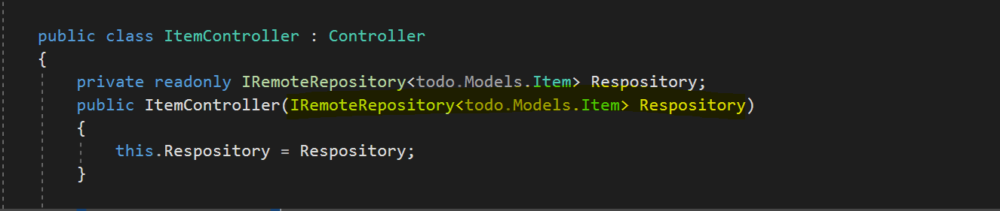 public class ItemController : Controller
{
private readonly IRemoteRepository<todo.Models.Item> Respository;
public ItemController(IRemoteRepository<todo.Models.Item> Respository)
{
this.Respository = Respository;
}